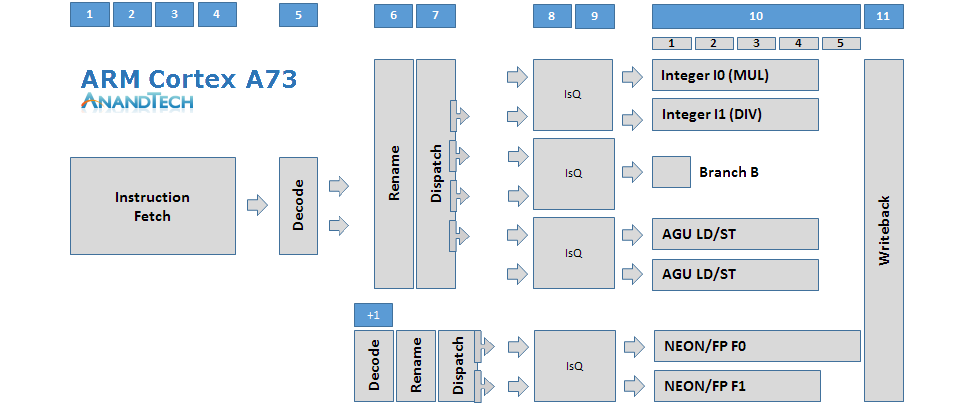 1 2 3 4 5 6 7 8 9 10 11
1 2 3 4 5
ARM Cortex A73
ANANDTECH
Instruction
Fetch
Decode
Rename
Dispatch
IsQ
IsQ
IsQ
Integer I0 (MUL)
Integer I1 (DIV)
Branch B
AGU LD/ST
AGU LD/ST
Writeback
+1
Decode
Rename
Dispatch
IsQ
NEON/FP F0
NEON/FP F1